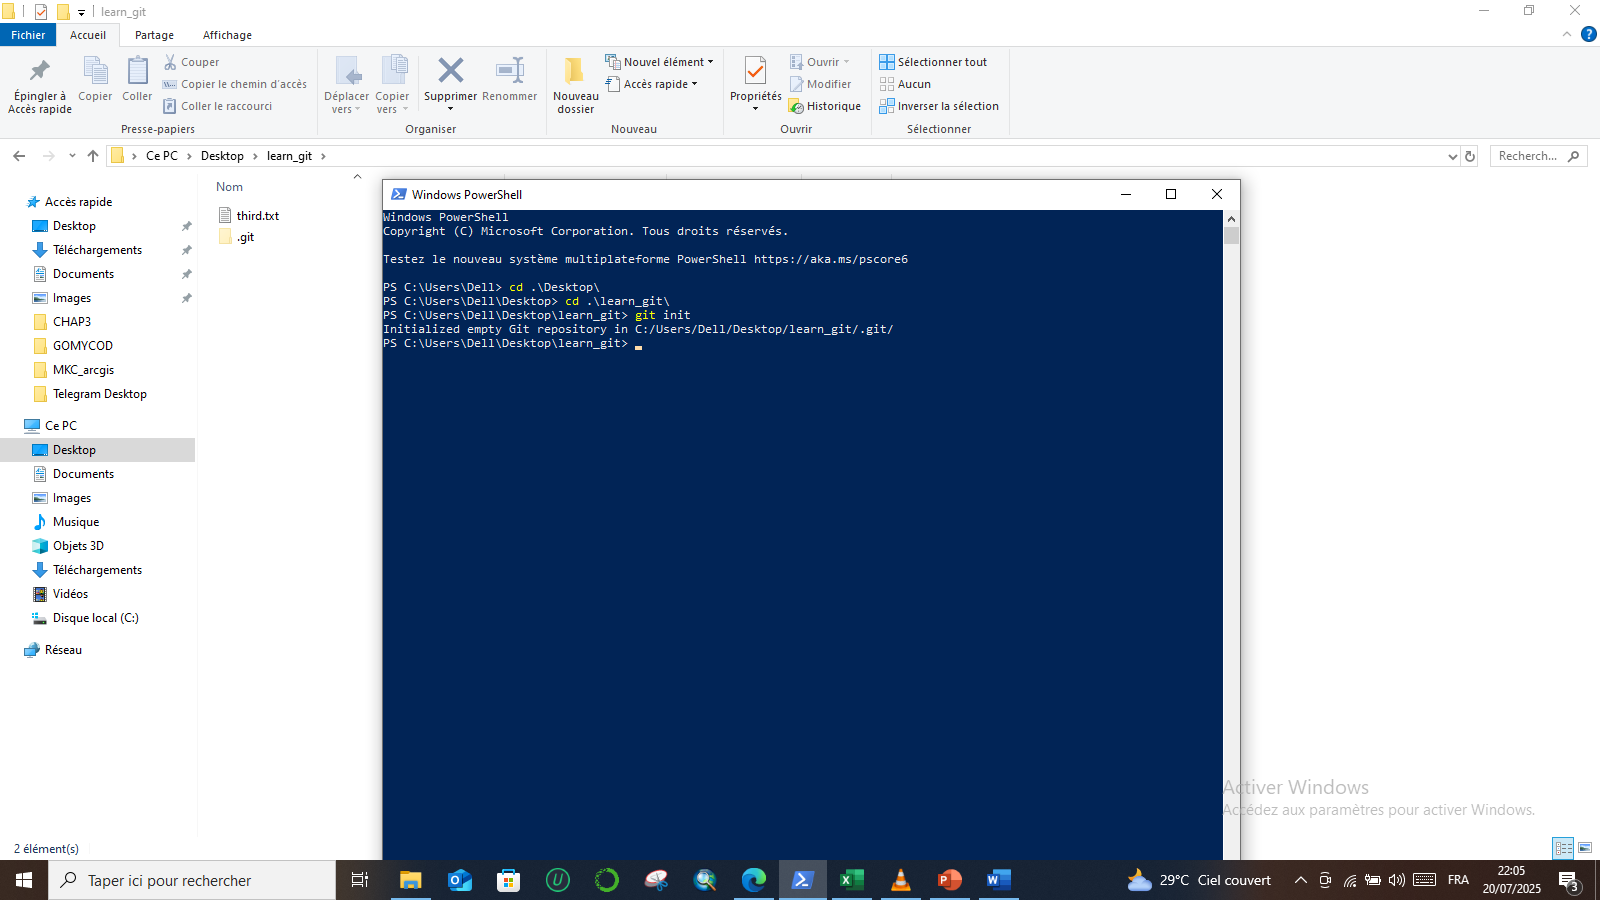 learn_git
Fichier Accueil Partage Affichage
Épingler à Accès rapide
Copier
Coller
Couper
Copier le chemin d'accès
Coller le raccourci
Presse-papiers
Déplacer vers
Copier vers
Supprimer
Renommer
Organiser
Nouveau dossier
Nouvel élément
Accès rapide
Nouveau
Propriétés
Ouvrir
Modifier
Historique
Ouvrir
Sélectionner tout
Aucun
Inverser la sélection
Sélectionner
Ce PC > Desktop > learn_git >
Recherch...
Accès rapide
Desktop
Téléchargements
Documents
Images
CHAP3
GOMYCOD
MKC_arcgis
Telegram Desktop
Ce PC
Desktop
Documents
Images
Musique
Objets 3D
Téléchargements
Vidéos
Disque local (C:)
Réseau
Nom
third.txt
.git
Windows PowerShell
Windows PowerShell
Copyright (C) Microsoft Corporation. Tous droits réservés.
Testez le nouveau système multiplateforme PowerShell https://aka.ms/pscore6
PS C:\Users\Dell> cd .\Desktop\
PS C:\Users\Dell\Desktop> cd .\learn_git\
PS C:\Users\Dell\Desktop\learn_git> git init
Initialized empty Git repository in C:/Users/Dell/Desktop/learn_git/.git/
PS C:\Users\Dell\Desktop\learn_git>
Activer Windows
Accédez aux paramètres pour activer Windows.
2 élément(s)
Taper ici pour rechercher
29°C Ciel couvert
FRA
22:05
20/07/2025
3